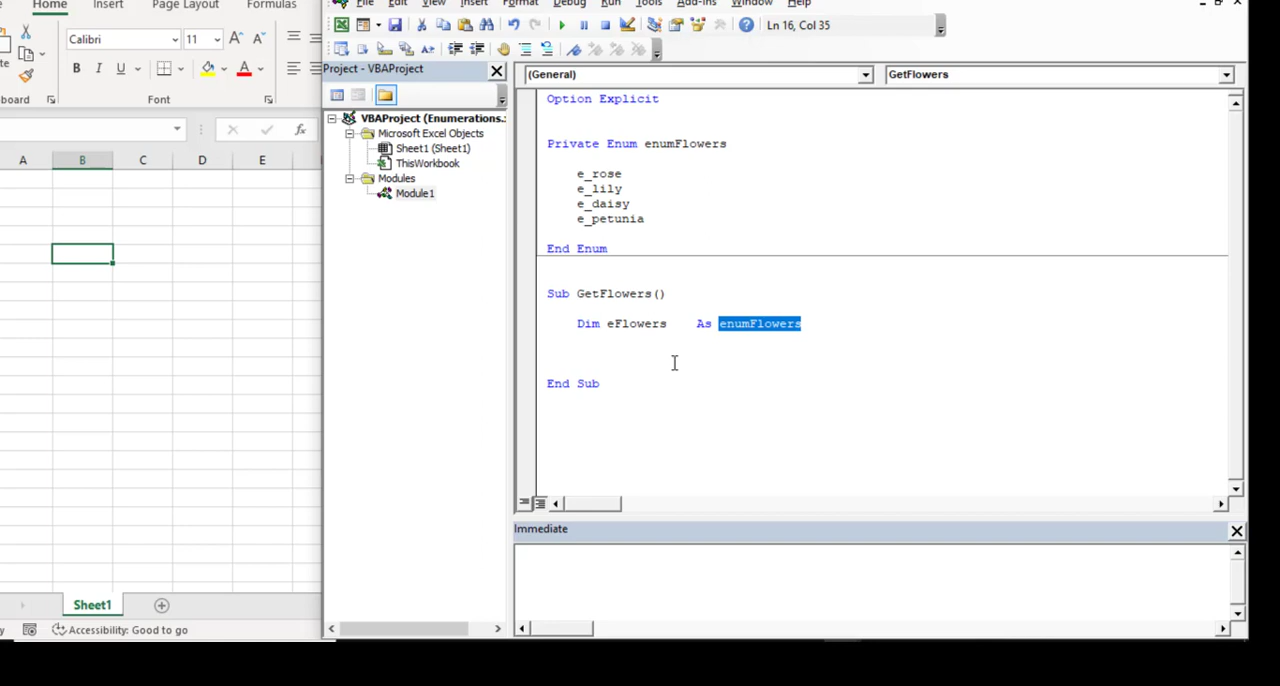 Home Insert Page Layout Formulas
File Edit View Insert Format Debug Run Tools Add-Ins Window Help
Ln 16, Col 35
Calibri 11
B I U A
Font
fx
A B C D E
Sheet1
Accessibility: Good to go
Project - VBAProject
VBAProject (Enumerations.
Microsoft Excel Objects
Sheet1 (Sheet1)
ThisWorkbook
Modules
Module1
(General) GetFlowers
Option Explicit
Private Enum enumFlowers
e_rose
e_lily
e_daisy
e_petunia
End Enum
Sub GetFlowers()
Dim eFlowers As enumFlowers
End Sub
Immediate